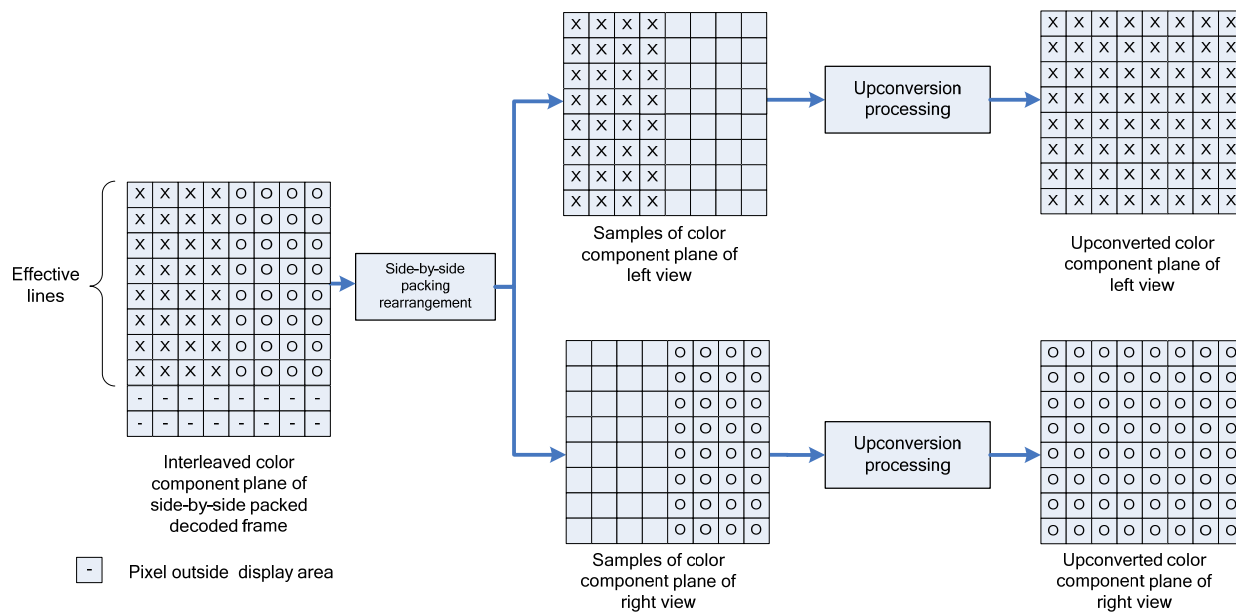 X X X X
X X X X
X X X X
X X X X
X X X X
X X X X
X X X X
X X X X
Samples of color
component plane of
left view
Upconversion
processing
X X X X X X X X
X X X X X X X X
X X X X X X X X
X X X X X X X X
X X X X X X X X
X X X X X X X X
X X X X X X X X
X X X X X X X X
Upconverted color
component plane of
left view
Effective
lines
X X X X O O O O
X X X X O O O O
X X X X O O O O
X X X X O O O O
X X X X O O O O
X X X X O O O O
X X X X O O O O
X X X X O O O O
- - - - - - - -
- - - - - - - -
Interleaved color
component plane of
side-by-side packed
decoded frame
Side-by-side
packing
rearrangement
O O O O
O O O O
O O O O
O O O O
O O O O
O O O O
O O O O
O O O O
Samples of color
component plane of
right view
Upconversion
processing
O O O O O O O O
O O O O O O O O
O O O O O O O O
O O O O O O O O
O O O O O O O O
O O O O O O O O
O O O O O O O O
O O O O O O O O
Upconverted color
component plane of
right view
- Pixel outside display area